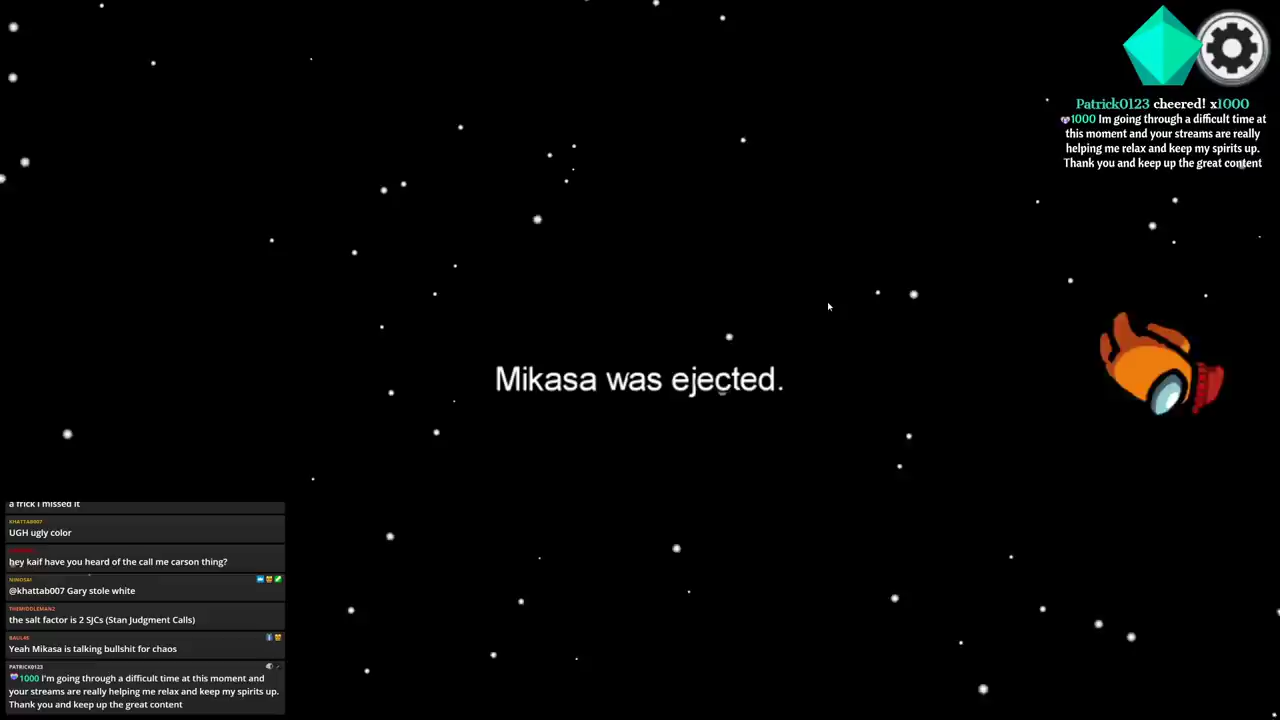 Patrick0123 cheered! x1000
1000 Im going through a difficult time at
this moment and your streams are really
helping me relax and keep my spirits up.
Thank you and keep up the great content
Mikasa was ejected.
a frick i missed it
KHATTAB007
UGH ugly color
hey kaif have you heard of the call me carson thing?
NINOSAI
@khattab007 Gary stole white
THEMIDDLEMAN2
the salt factor is 2 SJCs (Stan Judgment Calls)
Yeah Mikasa is talking bullshit for chaos
PATRICK0123
1000 I'm going through a difficult time at this moment and
your streams are really helping me relax and keep my spirits up.
Thank you and keep up the great content